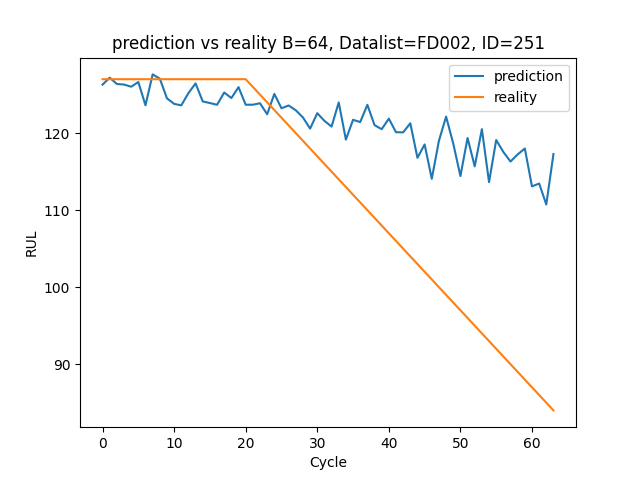 prediction vs reality B=64, Datalist=FD002, ID=251
prediction
reality
120
110
100
90
RUL
0 10 20 30 40 50 60
Cycle